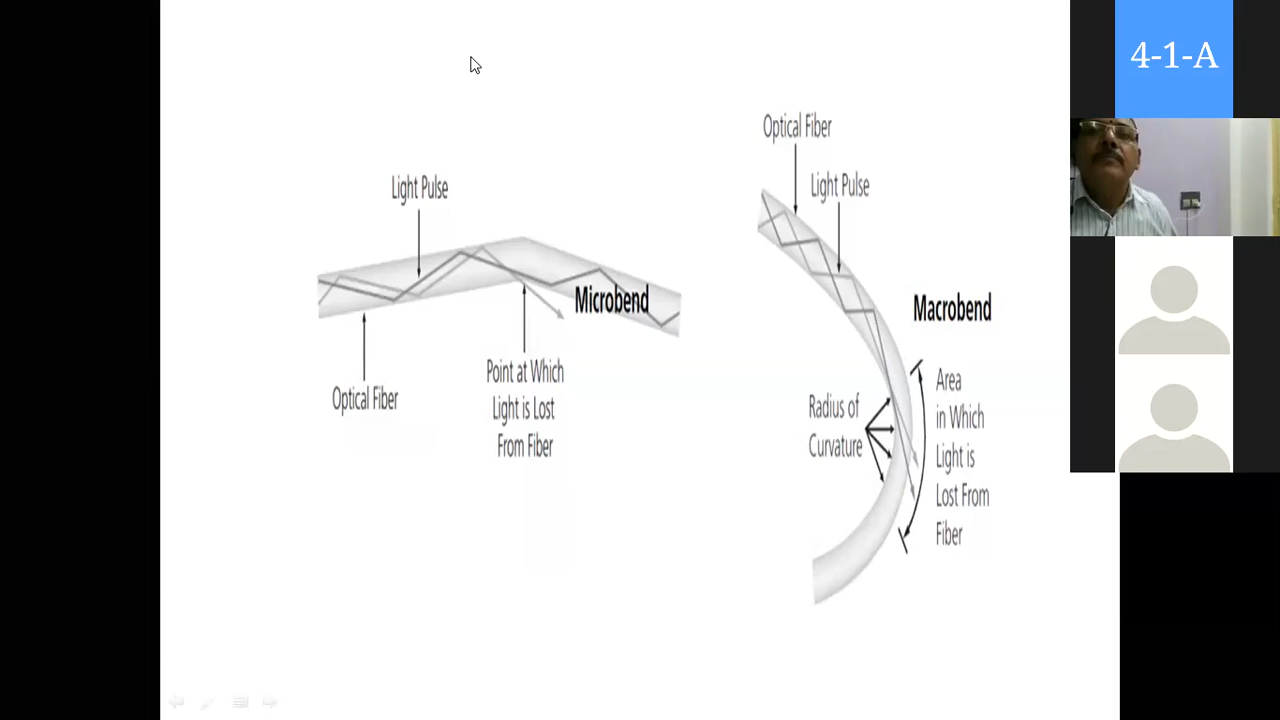 4-1-A
Optical Fiber
Light Pulse
Light Pulse
Microbend
Macrobend
Point at Which
Light is Lost
From Fiber
Optical Fiber
Radius of
Curvature
Area
in Which
Light is
Lost From
Fiber